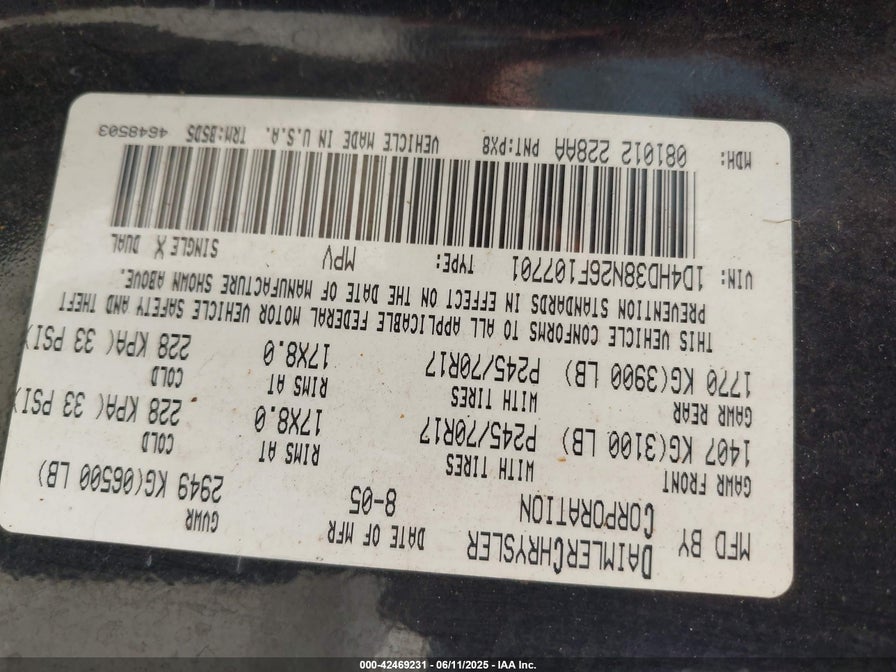 MFD BY DAIMLERCHRYSLER CORPORATION DATE OF MFR 8-05 GVWR 2949 KG(06500 LB)
GAWR FRONT 1407 KG(3100 LB) WITH TIRES P245/70R17 RIMS AT 17X8.0 COLD 228 KPA( 33 PSI)
GAWR REAR 1770 KG(3900 LB) WITH TIRES P245/70R17 RIMS AT 17X8.0 COLD 228 KPA( 33 PSI)
THIS VEHICLE CONFORMS TO ALL APPLICABLE FEDERAL MOTOR VEHICLE SAFETY AND THEFT
PREVENTION STANDARDS IN EFFECT ON THE DATE OF MANUFACTURE SHOWN ABOVE.
VIN: 1D4HD38N26F107701 TYPE: MPV SINGLE X DUAL
MDH: 081012 228AA PNT:PX8 VEHICLE MADE IN U.S.A. TRM:BSD5 4648503
000-42469231 - 06/11/2025 - IAA Inc.